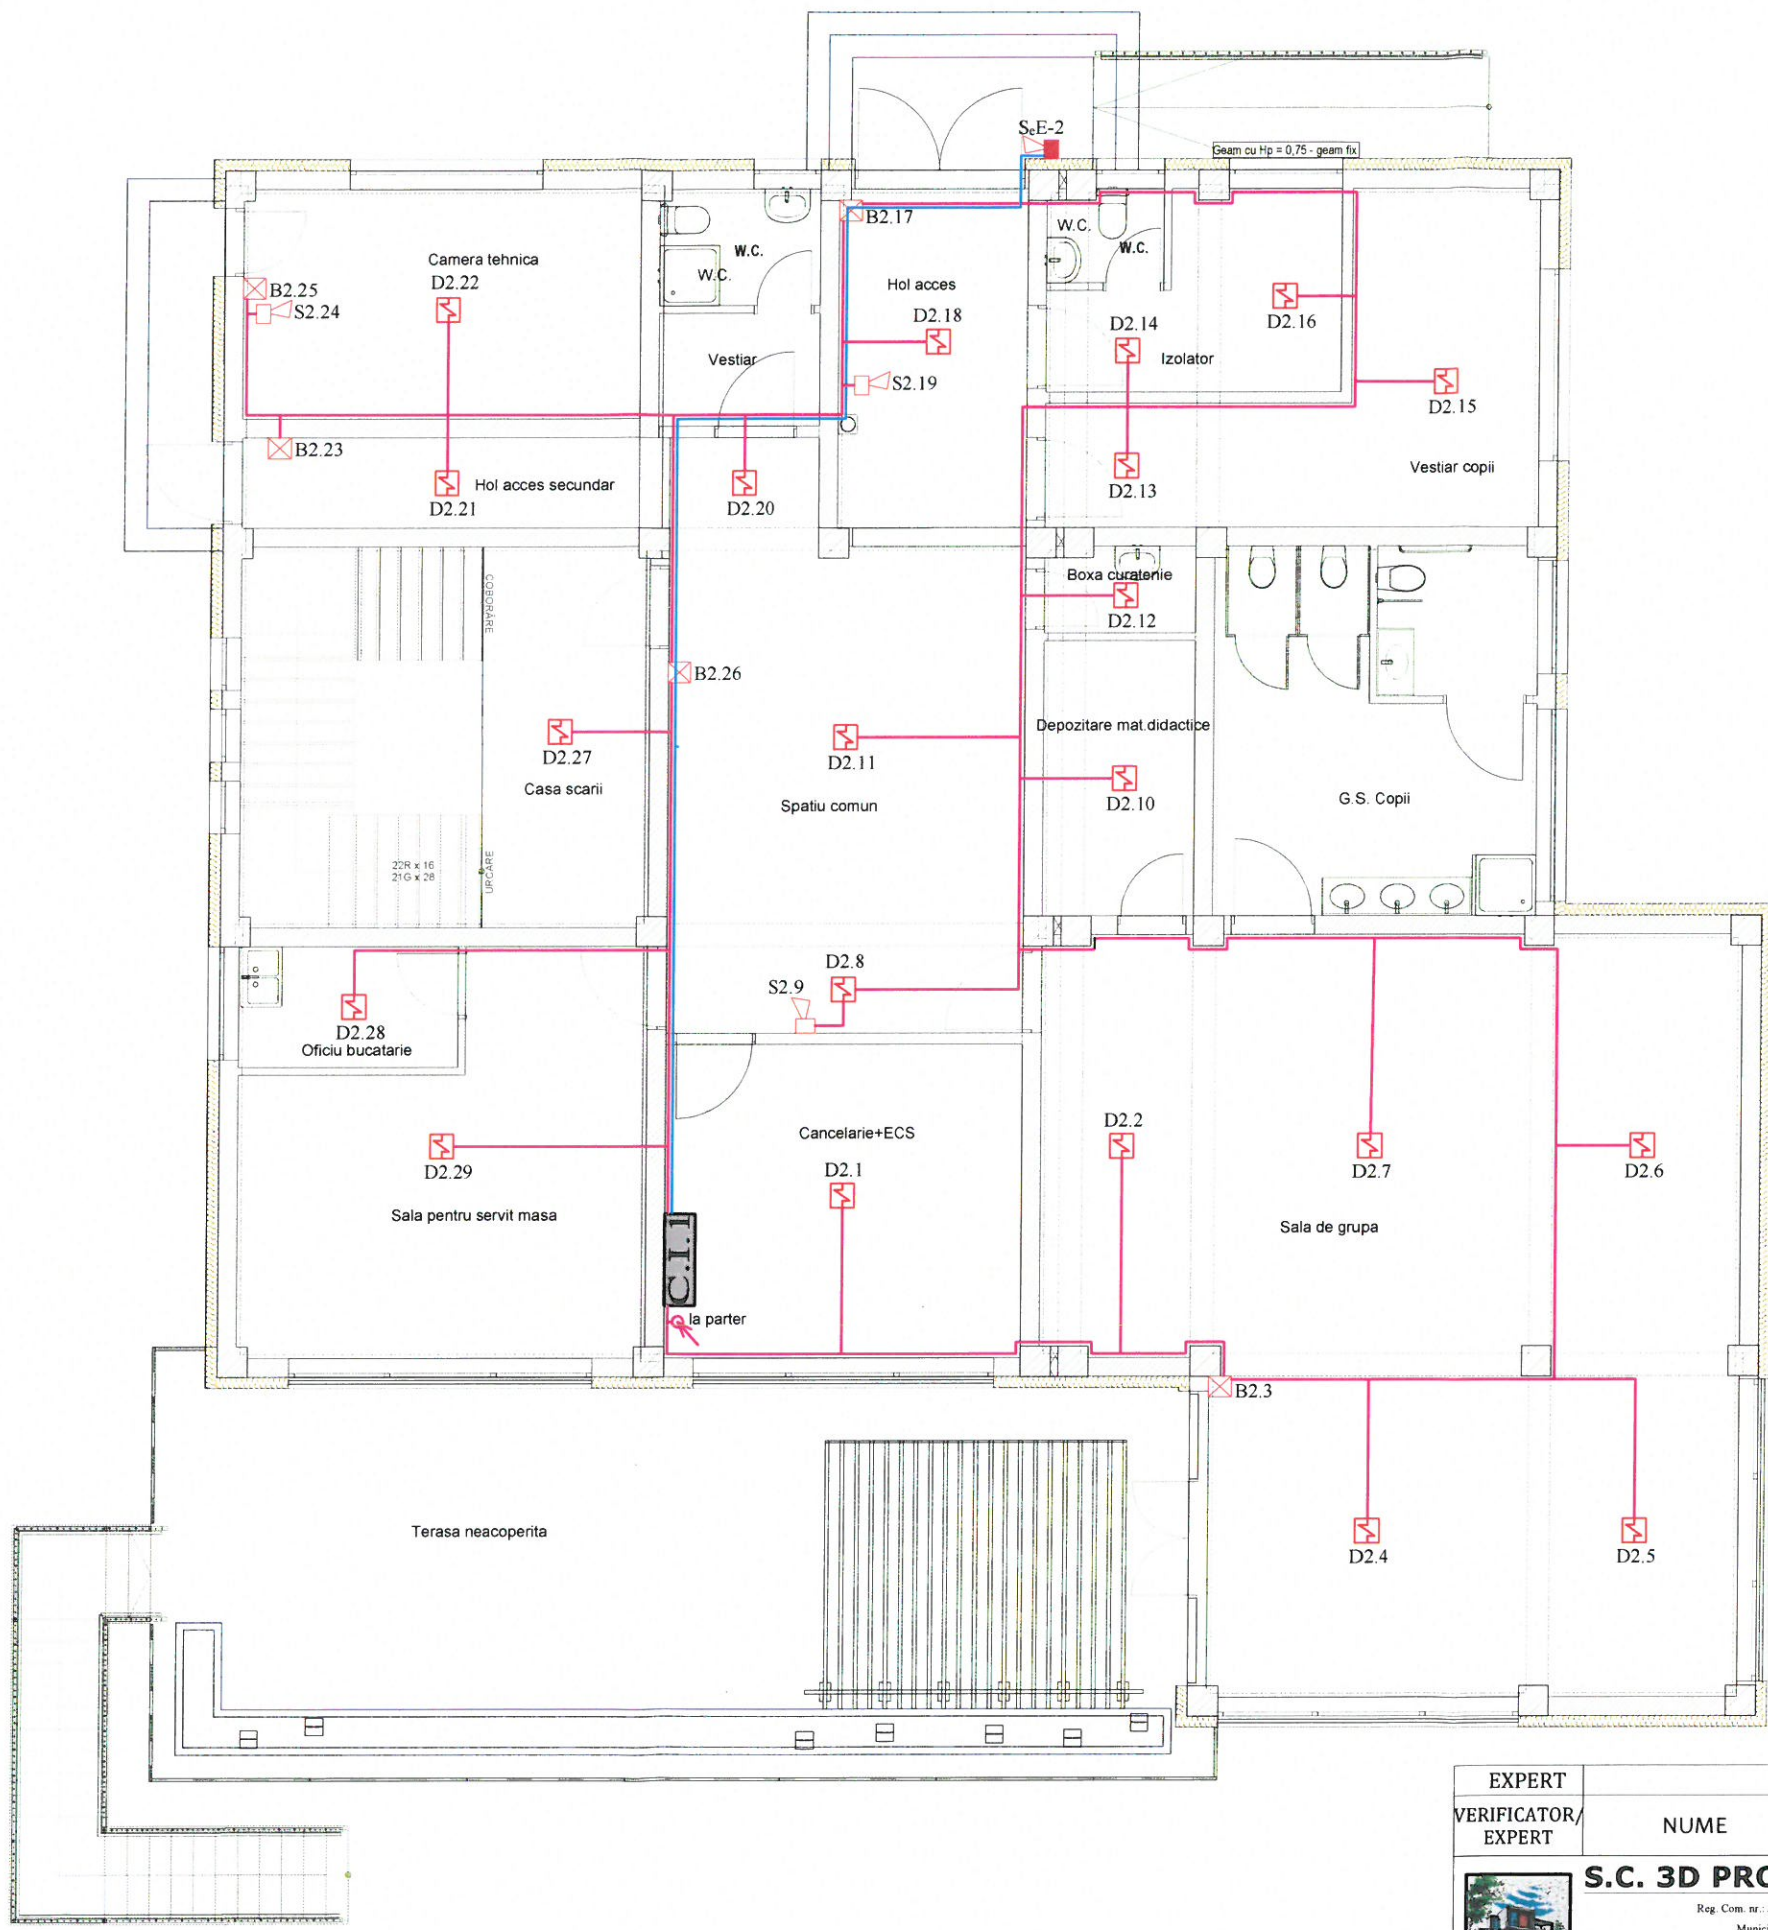 SeE-2
Geam cu Hp = 0,75 - geam fix
B2.17
W.C.
W.C.
W.C.
W.C.
Camera tehnica
D2.22
B2.25
S2.24
Hol acces
D2.18
D2.14
D2.16
Izolator
Vestiar
S2.19
D2.15
B2.23
D2.21
Hol acces secundar
D2.20
D2.13
Vestiar copii
COBORÂRE
Boxa curatenie
D2.12
B2.26
D2.27
D2.11
Depozitare mat.didactice
Casa scarii
Spatiu comun
D2.10
G.S. Copii
22R x 16
21G x 28
URCARE
D2.8
S2.9
D2.28
Oficiu bucatarie
D2.2
Cancelarie+ECS
D2.29
D2.1
D2.7
D2.6
Sala pentru servit masa
Sala de grupa
C.I.I
la parter
B2.3
Terasa neacoperita
D2.4
D2.5
EXPERT
VERIFICATOR/
EXPERT
NUME
S.C. 3D PRO
Reg. Com. nr.:
Munici